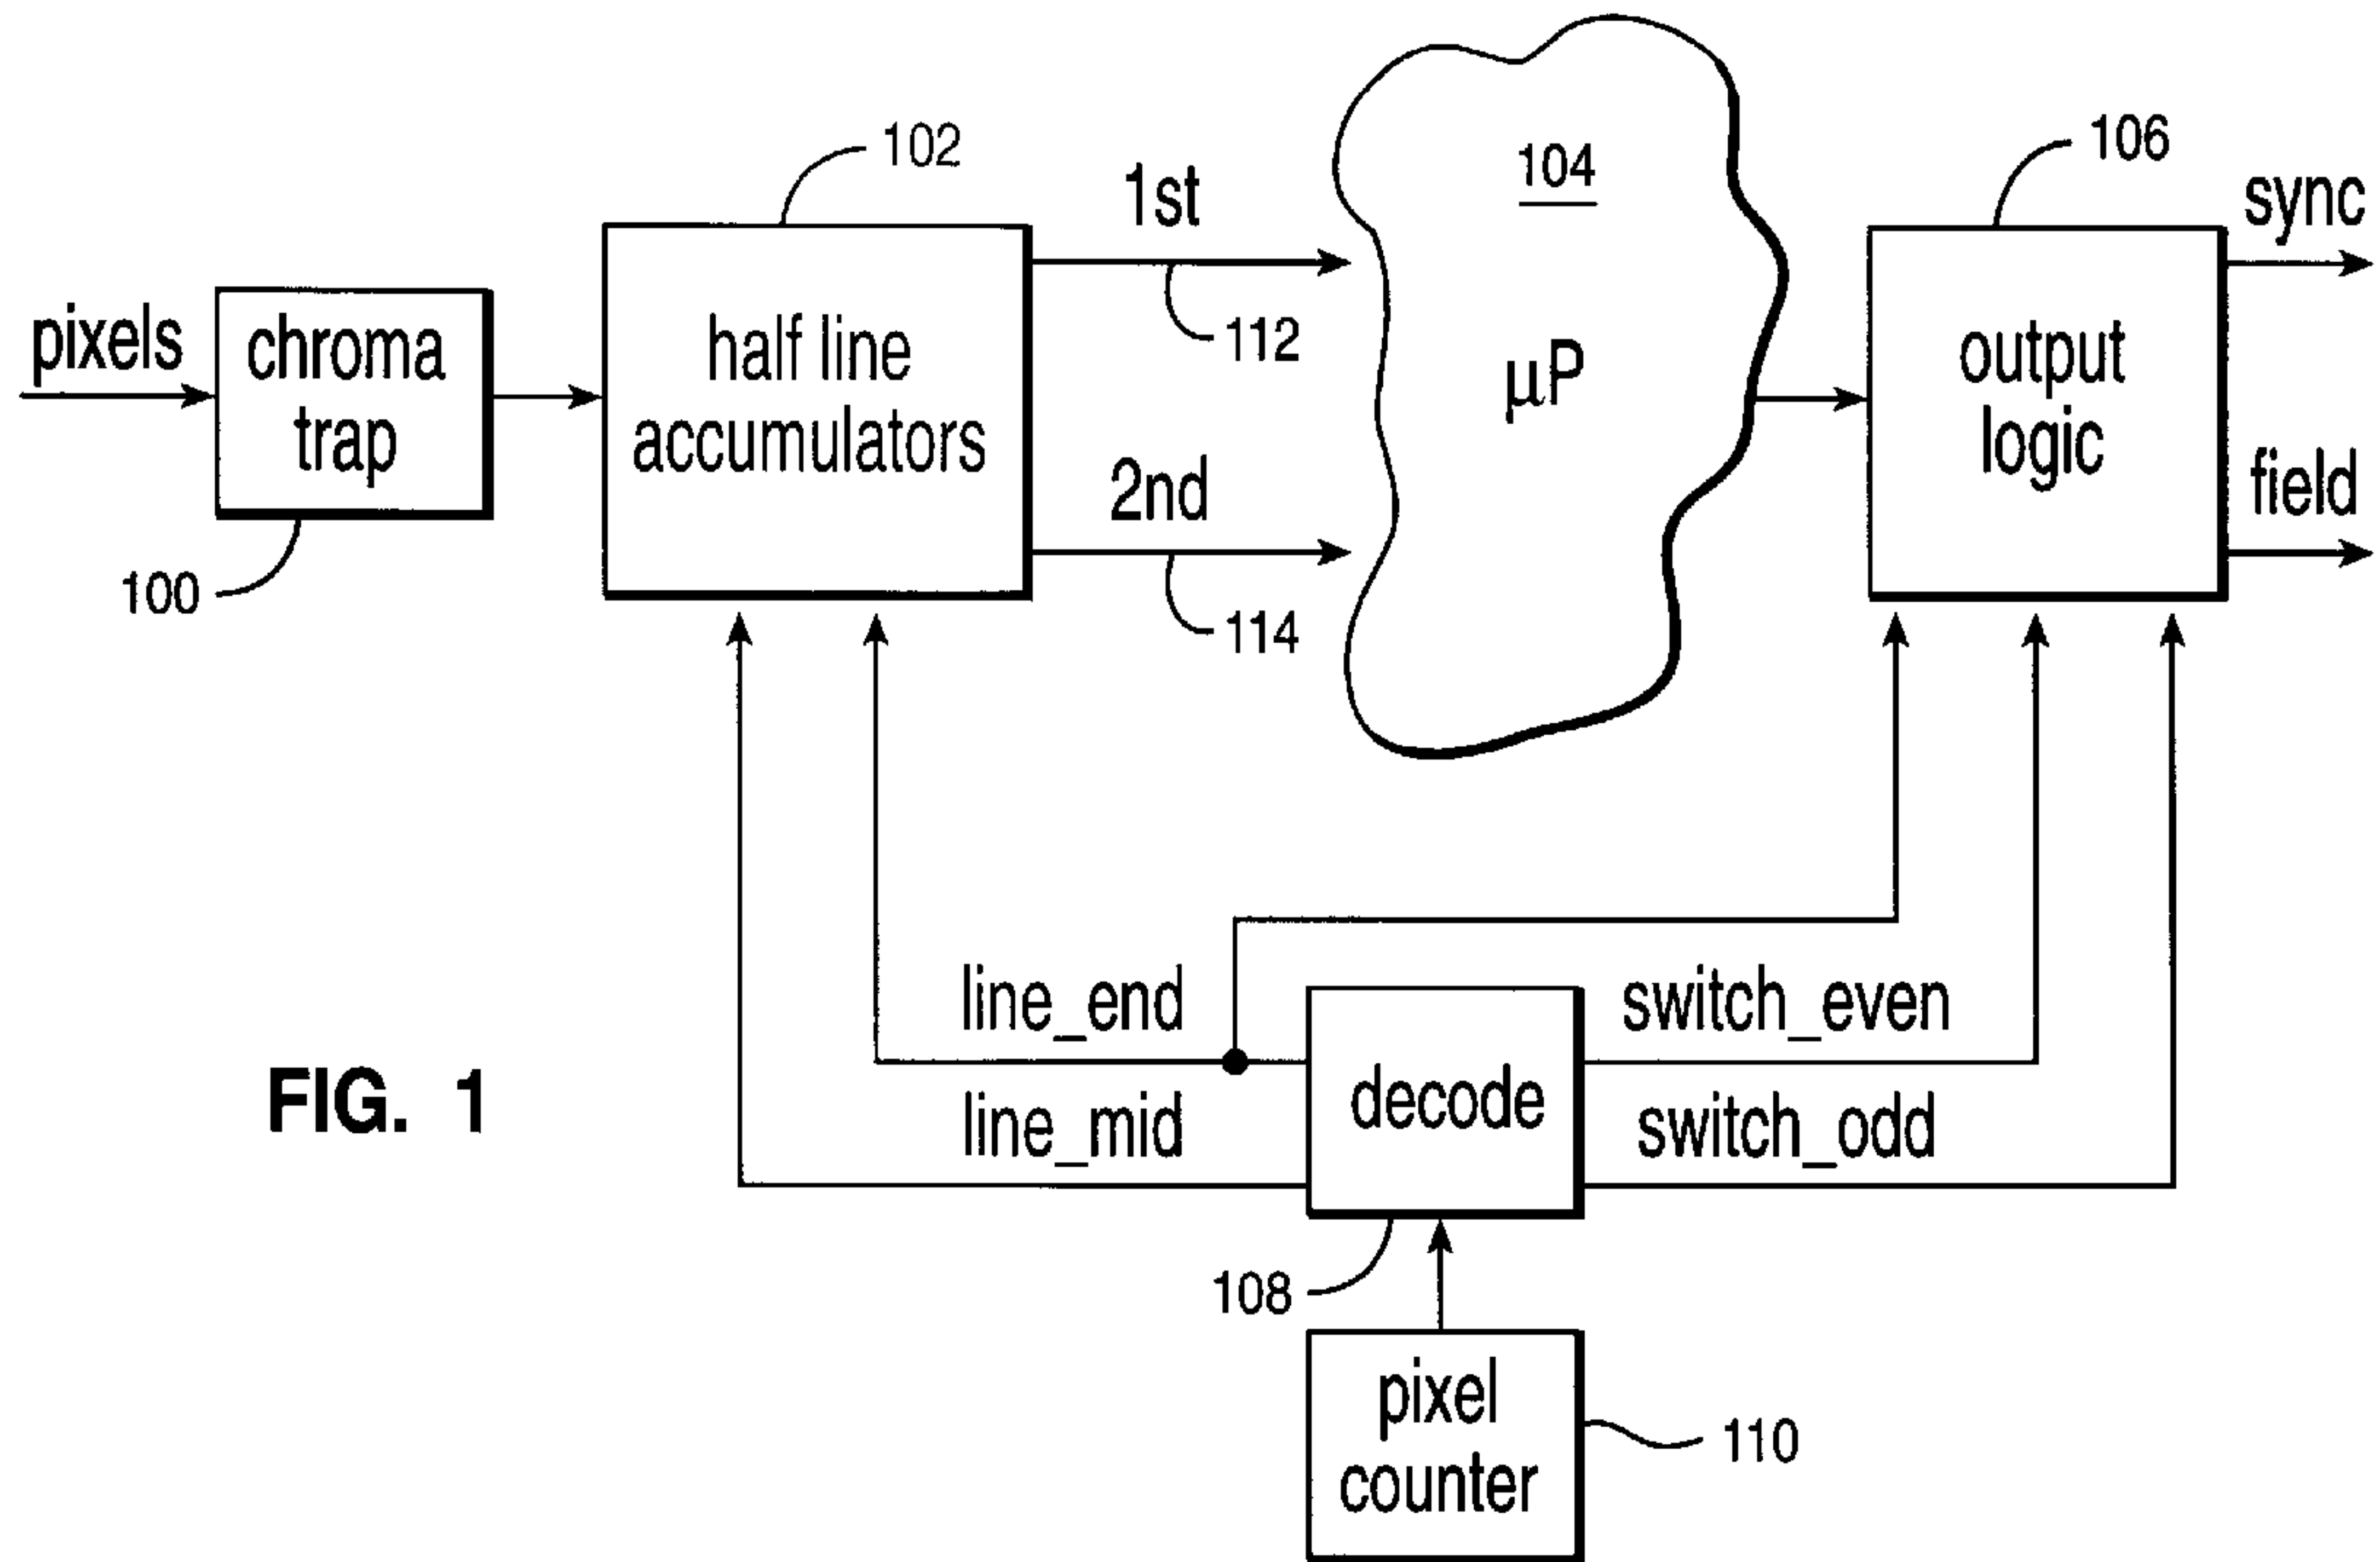 102
1st
104
106
sync
pixels
chroma
trap
half line
accumulators
112
µP
output
logic
2nd
field
100
114
line_end
switch_even
decode
line_mid
switch_odd
FIG. 1
108
pixel
counter
110